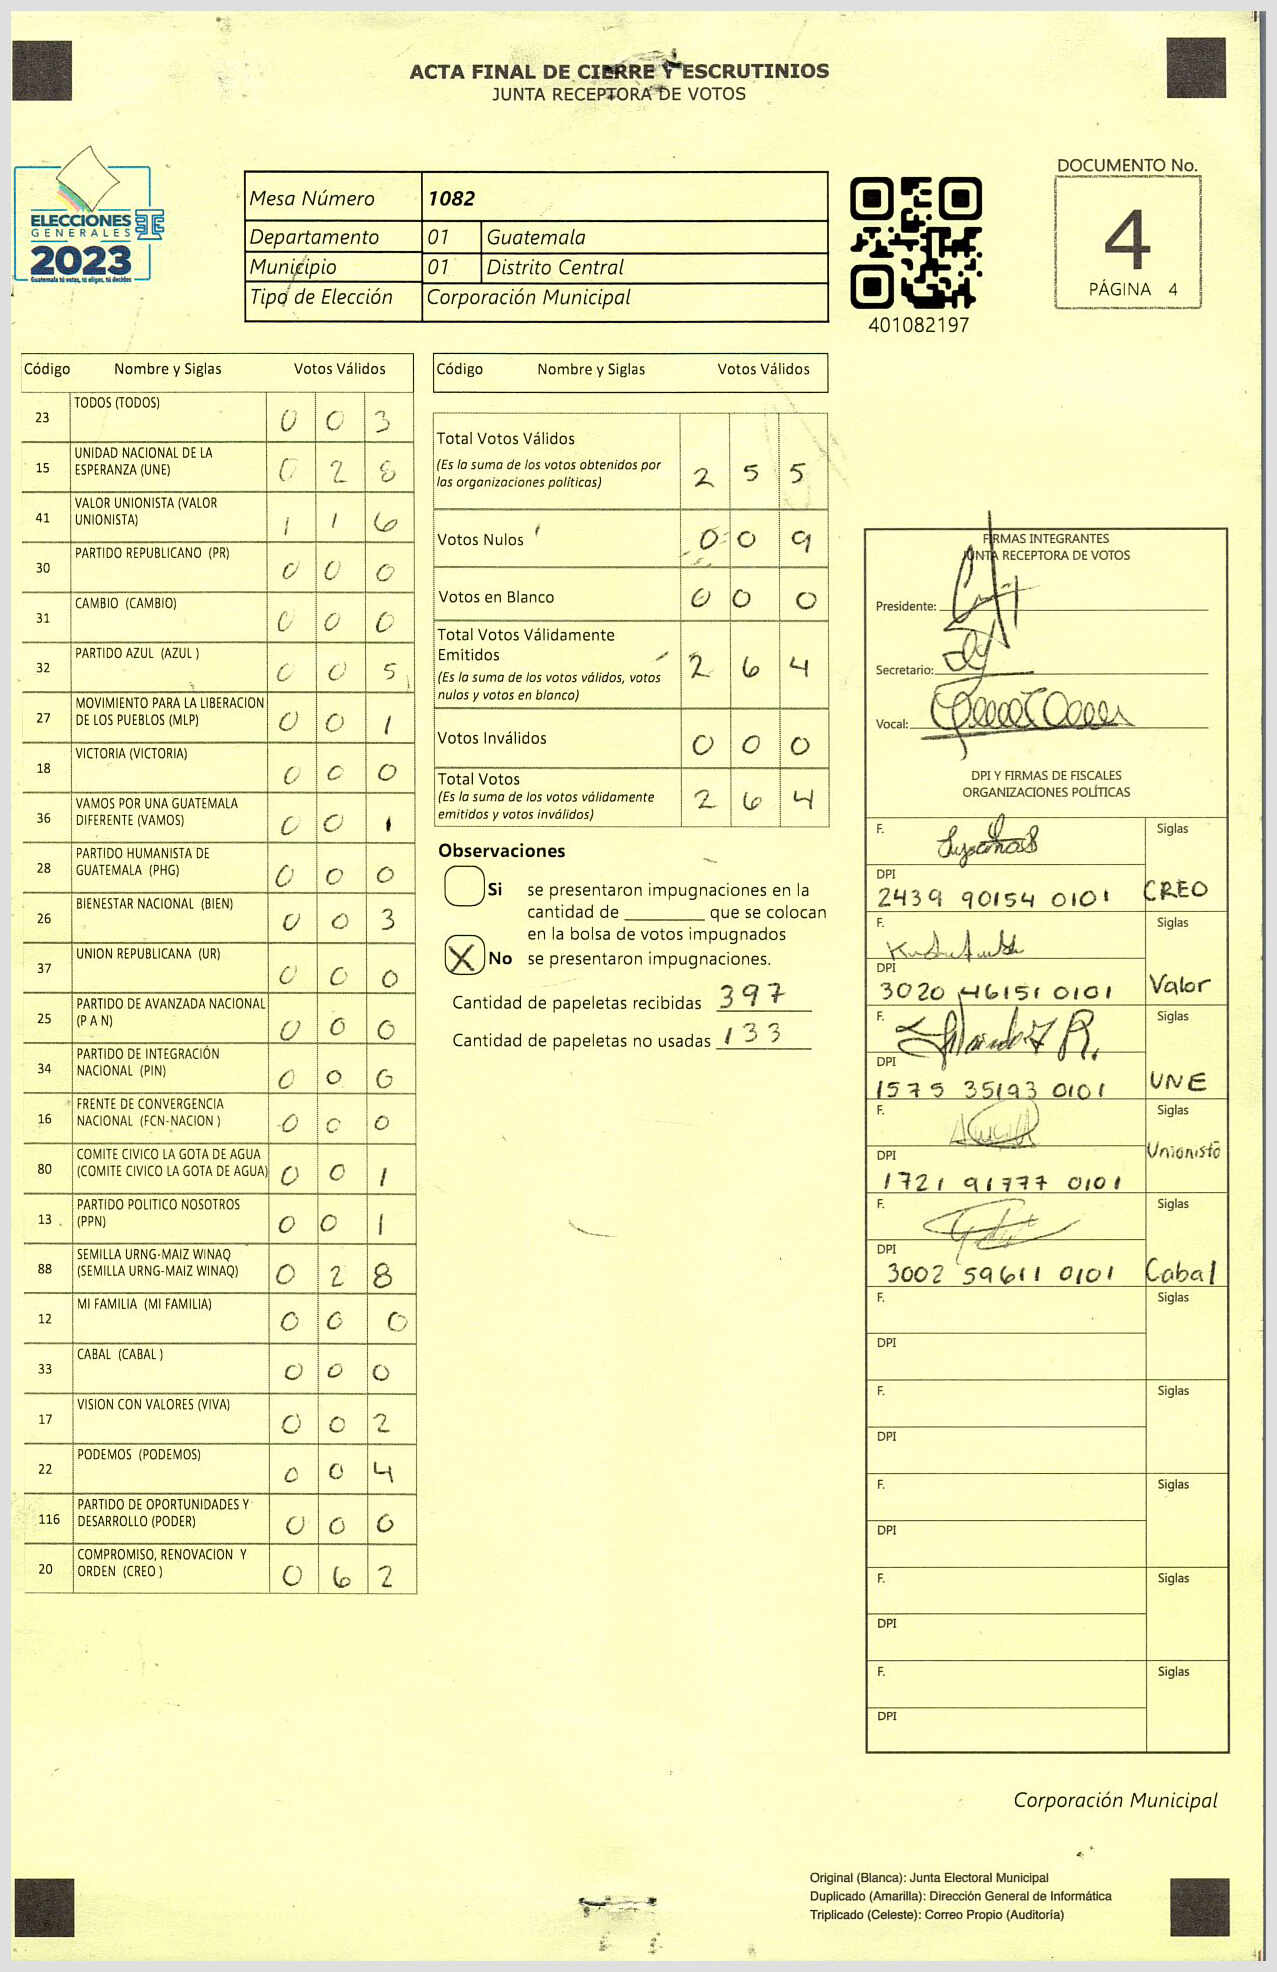 ACTA FINAL DE CIERRE Y ESCRUTINIOS
JUNTA RECEPTORA DE VOTOS
ELECCIONES
GENERALES
2023
Guatemala tú votas, tú eliges, tú decides
Mesa Número 1082
Departamento 01 Guatemala
Municipio 01 Distrito Central
Tipo de Elección Corporación Municipal
401082197
DOCUMENTO No.
4
PÁGINA 4
Código Nombre y Siglas Votos Válidos
23 TODOS (TODOS) 0 0 3
15 UNIDAD NACIONAL DE LA
ESPERANZA (UNE) 0 2 8
41 VALOR UNIONISTA (VALOR
UNIONISTA) 1 1 6
30 PARTIDO REPUBLICANO (PR) 0 0 0
31 CAMBIO (CAMBIO) 0 0 0
32 PARTIDO AZUL (AZUL ) 0 0 5
27 MOVIMIENTO PARA LA LIBERACION
DE LOS PUEBLOS (MLP) 0 0 1
18 VICTORIA (VICTORIA) 0 0 0
36 VAMOS POR UNA GUATEMALA
DIFERENTE (VAMOS) 0 0 1
28 PARTIDO HUMANISTA DE
GUATEMALA (PHG) 0 0 0
26 BIENESTAR NACIONAL (BIEN) 0 0 3
37 UNION REPUBLICANA (UR) 0 0 0
25 PARTIDO DE AVANZADA NACIONAL
(P A N) 0 0 0
34 PARTIDO DE INTEGRACIÓN
NACIONAL (PIN) 0 0 0
16 FRENTE DE CONVERGENCIA
NACIONAL (FCN-NACION ) 0 0 0
80 COMITE CIVICO LA GOTA DE AGUA
(COMITE CIVICO LA GOTA DE AGUA) 0 0 1
13 PARTIDO POLITICO NOSOTROS
(PPN) 0 0 1
88 SEMILLA URNG-MAIZ WINAQ
(SEMILLA URNG-MAIZ WINAQ) 0 2 8
12 MI FAMILIA (MI FAMILIA) 0 0 0
33 CABAL (CABAL ) 0 0 0
17 VISION CON VALORES (VIVA) 0 0 2
22 PODEMOS (PODEMOS) 0 0 4
116 PARTIDO DE OPORTUNIDADES Y
DESARROLLO (PODER) 0 0 0
20 COMPROMISO, RENOVACION Y
ORDEN (CREO ) 0 6 2
Código Nombre y Siglas Votos Válidos
Total Votos Válidos
(Es la suma de los votos obtenidos por
las organizaciones políticas) 2 5 5
Votos Nulos 0 0 9
Votos en Blanco 0 0 0
Total Votos Válidamente
Emitidos 2 6 4
(Es la suma de los votos válidos, votos
nulos y votos en blanco)
Votos Inválidos 0 0 0
Total Votos
(Es la suma de los votos válidamente
emitidos y votos inválidos) 2 6 4
Observaciones
Si se presentaron impugnaciones en la
cantidad de ________ que se colocan
en la bolsa de votos impugnados
X No se presentaron impugnaciones.
Cantidad de papeletas recibidas 397
Cantidad de papeletas no usadas 133
FIRMAS INTEGRANTES
JUNTA RECEPTORA DE VOTOS
Presidente:
Secretario:
Vocal:
DPI Y FIRMAS DE FISCALES
ORGANIZACIONES POLÍTICAS
F. Siglas
DPI
2439 90154 0101 CREO
F. Siglas
DPI
3020 46151 0101 Valor
F. Siglas
DPI
1575 35193 0101 UNE
F. Siglas
DPI Unionista
1721 91777 0101
F. Siglas
DPI
3002 59611 0101 Cabal
F. Siglas
DPI
F. Siglas
DPI
F. Siglas
DPI
F. Siglas
DPI
F. Siglas
DPI
Corporación Municipal
Original (Blanca): Junta Electoral Municipal
Duplicado (Amarilla): Dirección General de Informática
Triplicado (Celeste): Correo Propio (Auditoría)